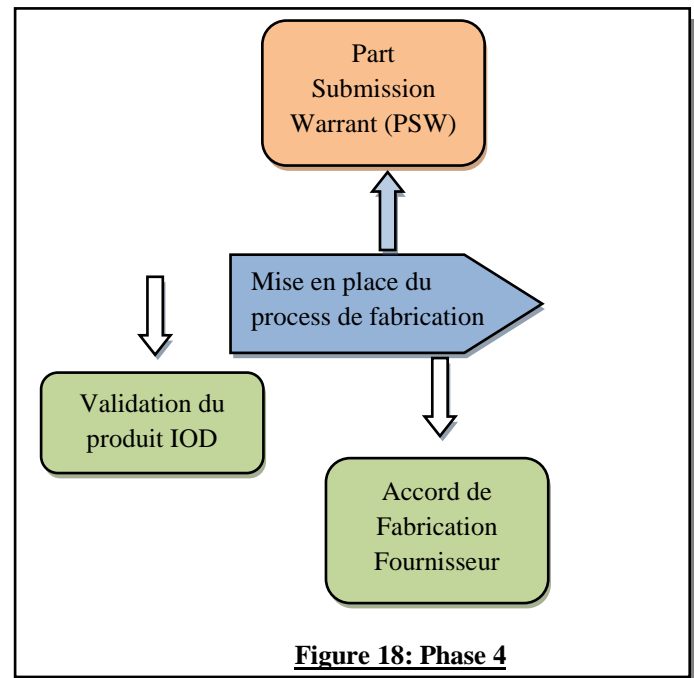 Part
Submission
Warrant (PSW)
Mise en place du
process de fabrication
Validation du
produit IOD
Accord de
Fabrication
Fournisseur
Figure 18: Phase 4